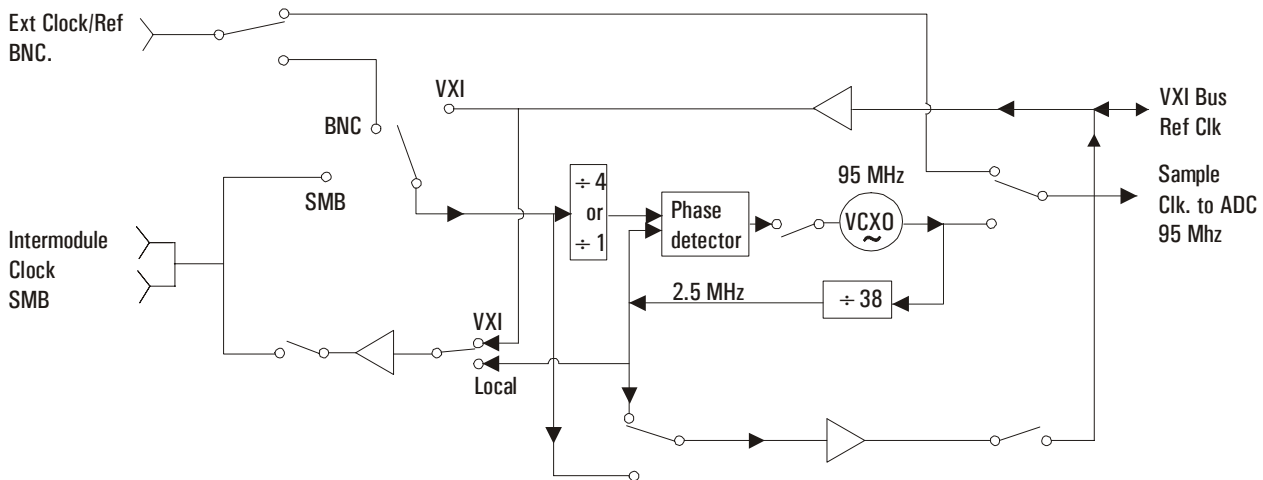 Ext Clock/Ref
BNC.
VXI
BNC
SMB
VXI Bus
Ref Clk
÷ 4
or
÷ 1
Phase
detector
95 MHz
VCXO
~
Sample
Clk. to ADC
95 Mhz
Intermodule
Clock
SMB
2.5 MHz
÷ 38
VXI
Local